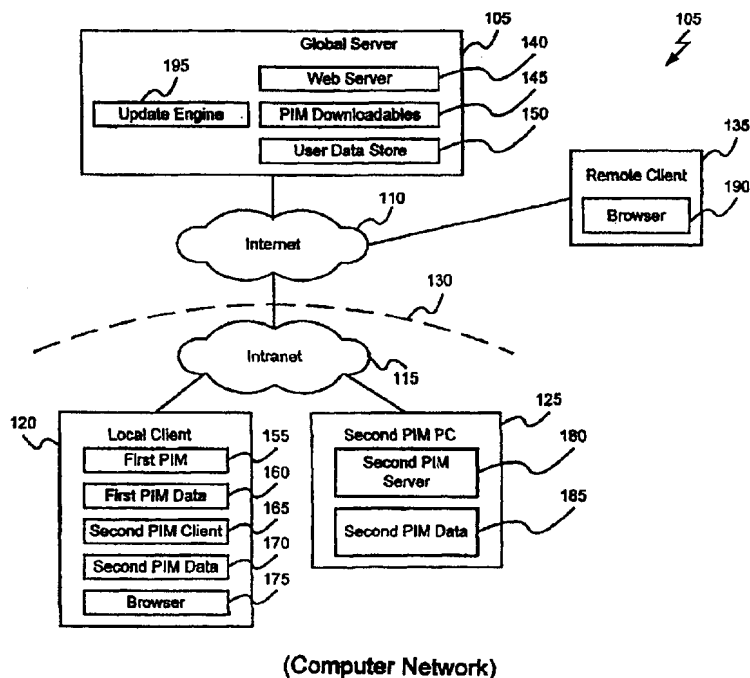 105
105
Global Server
140
195
Web Server
145
Update Engine
PIM Downloadables
150
User Data Store
135
Remote Client
190
110
Browser
Internet
130
Intranet
115
125
120
Local Client
155
Second PIM PC
180
First PIM
160
Second PIM
Server
First PIM Data
165
185
Second PIM Client
170
Second PIM Data
Second PIM Data
175
Browser
(Computer Network)